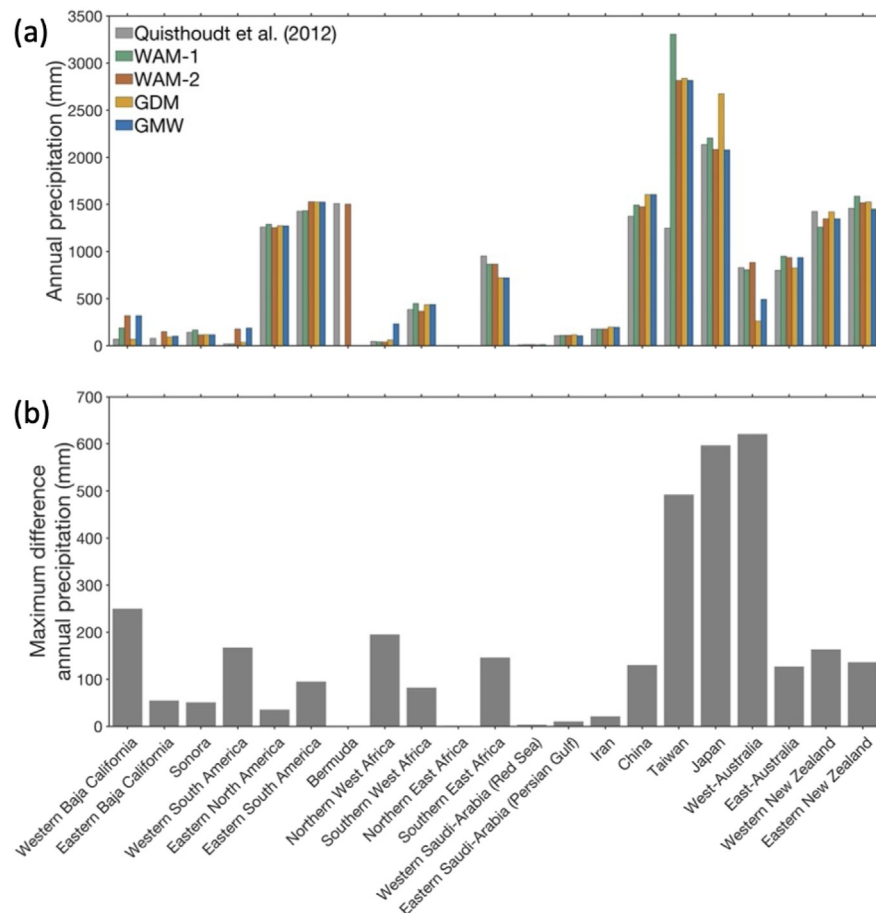 (a)
Annual precipitation (mm)
3500
3000
2500
2000
1500
1000
500
0
Quisthoudt et al. (2012)
WAM-1
WAM-2
GDM
GMW
(b)
Maximum difference
annual precipitation (mm)
700
600
500
400
300
200
100
0
Western Baja California
Eastern Baja California
Sonora
Western South America
Eastern North America
Eastern South America
Bermuda
Northern West Africa
Southern West Africa
Northern East Africa
Southern East Africa
Western Saudi-Arabia (Red Sea)
Eastern Saudi-Arabia (Persian Gulf)
Iran
China
Taiwan
Japan
West-Australia
East-Australia
Western New Zealand
Eastern New Zealand